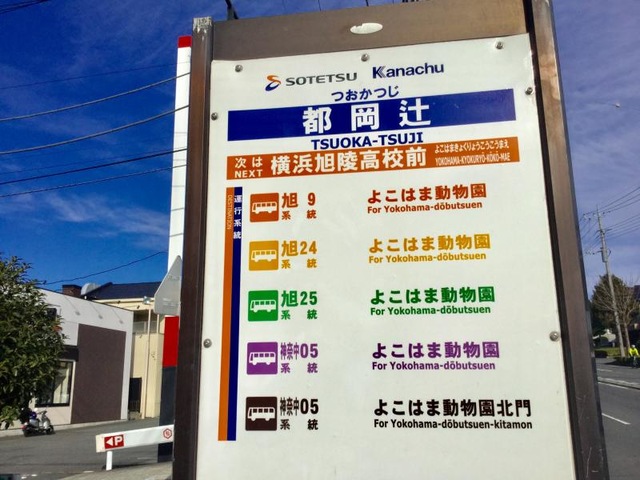 SOTETSU Kanachu
つおかつじ
都岡辻
TSUOKA-TSUJI
次は 横浜旭陵高校前 よこはまきょくりょうこうこうまえ
NEXT YOKOHAMA-KYOKURYO-KOKO-MAE
運行系統
DESTINATION
旭 9 よこはま動物園
系統 For Yokohama-dōbutsuen
旭24 よこはま動物園
系統 For Yokohama-dōbutsuen
旭25 よこはま動物園
系統 For Yokohama-dōbutsuen
神奈中05 よこはま動物園
系統 For Yokohama-dōbutsuen
神奈中05 よこはま動物園北門
系統 For Yokohama-dōbutsuen-kitamon
P